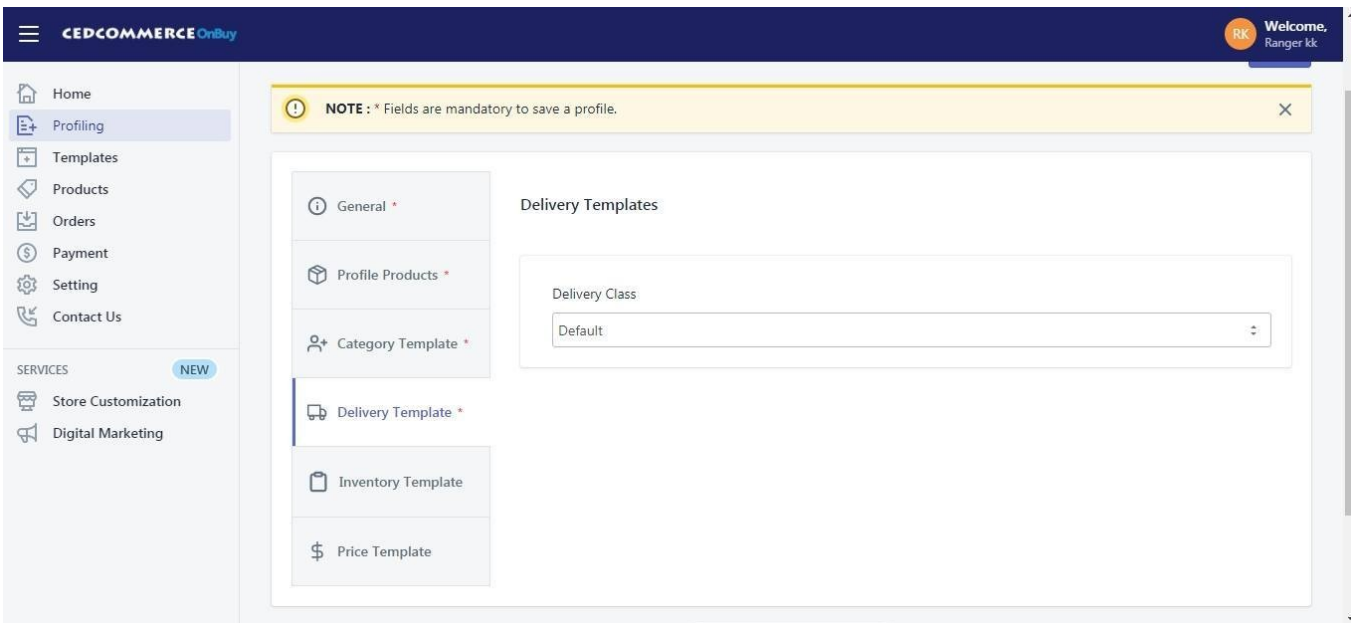 CEDCOMMERCE OnBuy
RK
Welcome,
Ranger kk
Home
Profiling
Templates
Products
Orders
Payment
Setting
Contact Us
SERVICES NEW
Store Customization
Digital Marketing
NOTE : * Fields are mandatory to save a profile.
General *
Profile Products *
Category Template *
Delivery Template *
Inventory Template
Price Template
Delivery Templates
Delivery Class
Default